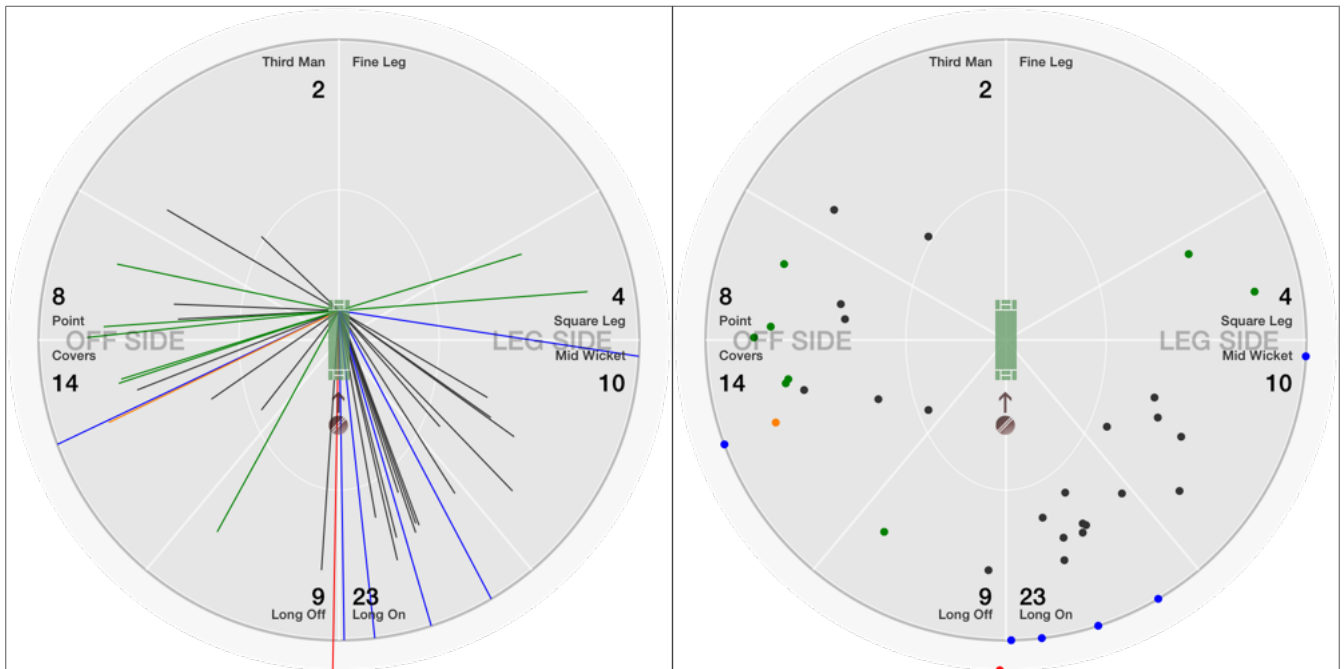 Third Man Fine Leg
2
8
Point
OFF SIDE
Covers
14
4
Square Leg
LEG SIDE
Mid Wicket
10
9 23
Long Off Long On
Third Man Fine Leg
2
8
Point
OFF SIDE
Covers
14
4
Square Leg
LEG SIDE
Mid Wicket
10
9 23
Long Off Long On